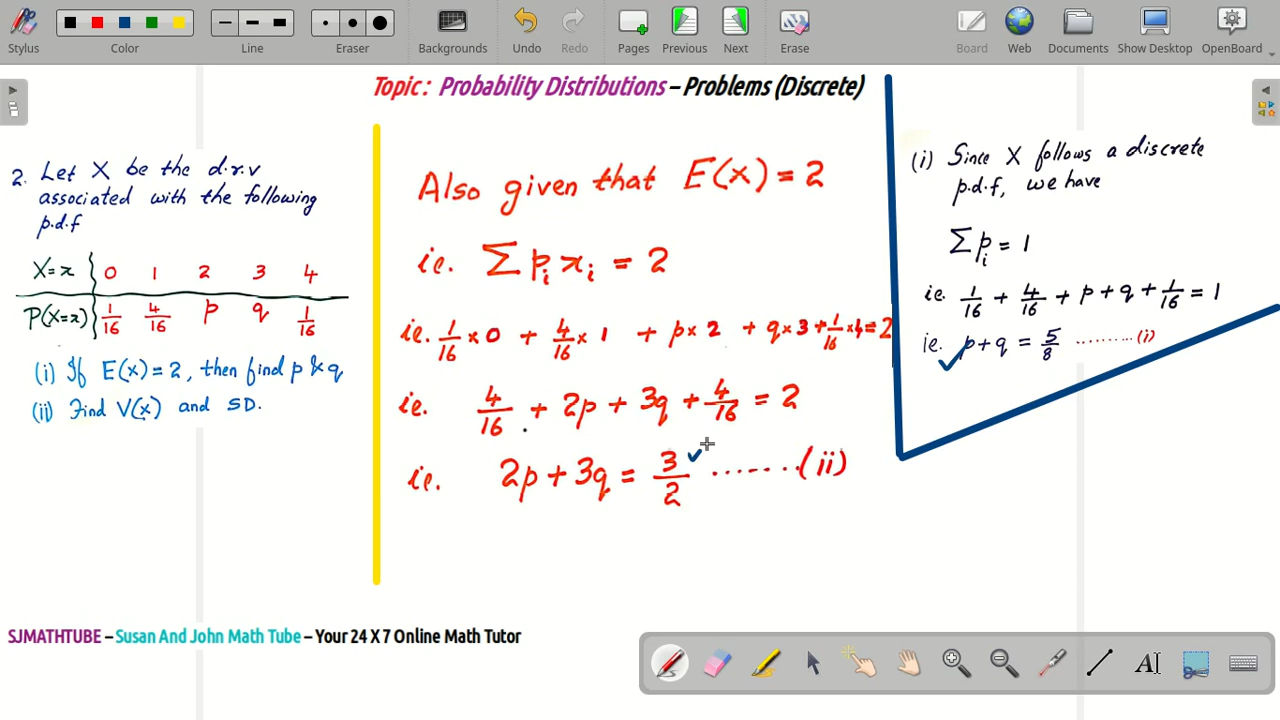 Stylus
Color
Line
Eraser
Backgrounds
Undo
Redo
Pages
Previous
Next
Erase
Board
Web
Documents
Show Desktop
OpenBoard
Topic : Probability Distributions – Problems (Discrete)
2. Let X be the d.r.v
associated with the following
p.d.f
X=x 0 1 2 3 4
P(X=x) 1/16 4/16 p q 1/16
(i) If E(x) = 2, then find p & q
(ii) Find V(x) and SD.
Also given that E(x) = 2
ie. ∑ pᵢ xᵢ = 2
ie. 1/16 × 0 + 4/16 × 1 + p × 2 + q × 3 + 1/16 × 4 = 2
ie. 4/16 + 2p + 3q + 4/16 = 2
ie. 2p + 3q = 3/2 .......(ii)
(i) Since X follows a discrete
p.d.f, we have
∑ pᵢ = 1
ie. 1/16 + 4/16 + p + q + 1/16 = 1
ie. p + q = 5/8 .........(i)
SJMATHTUBE – Susan And John Math Tube – Your 24 X 7 Online Math Tutor